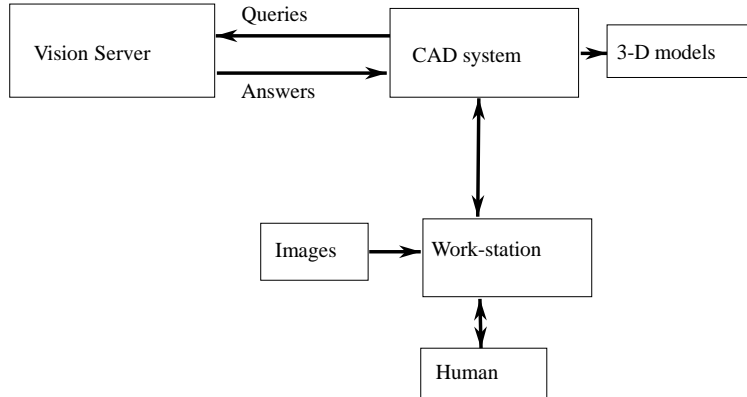 Queries
Vision Server
CAD system
3-D models
Answers
Images
Work-station
Human